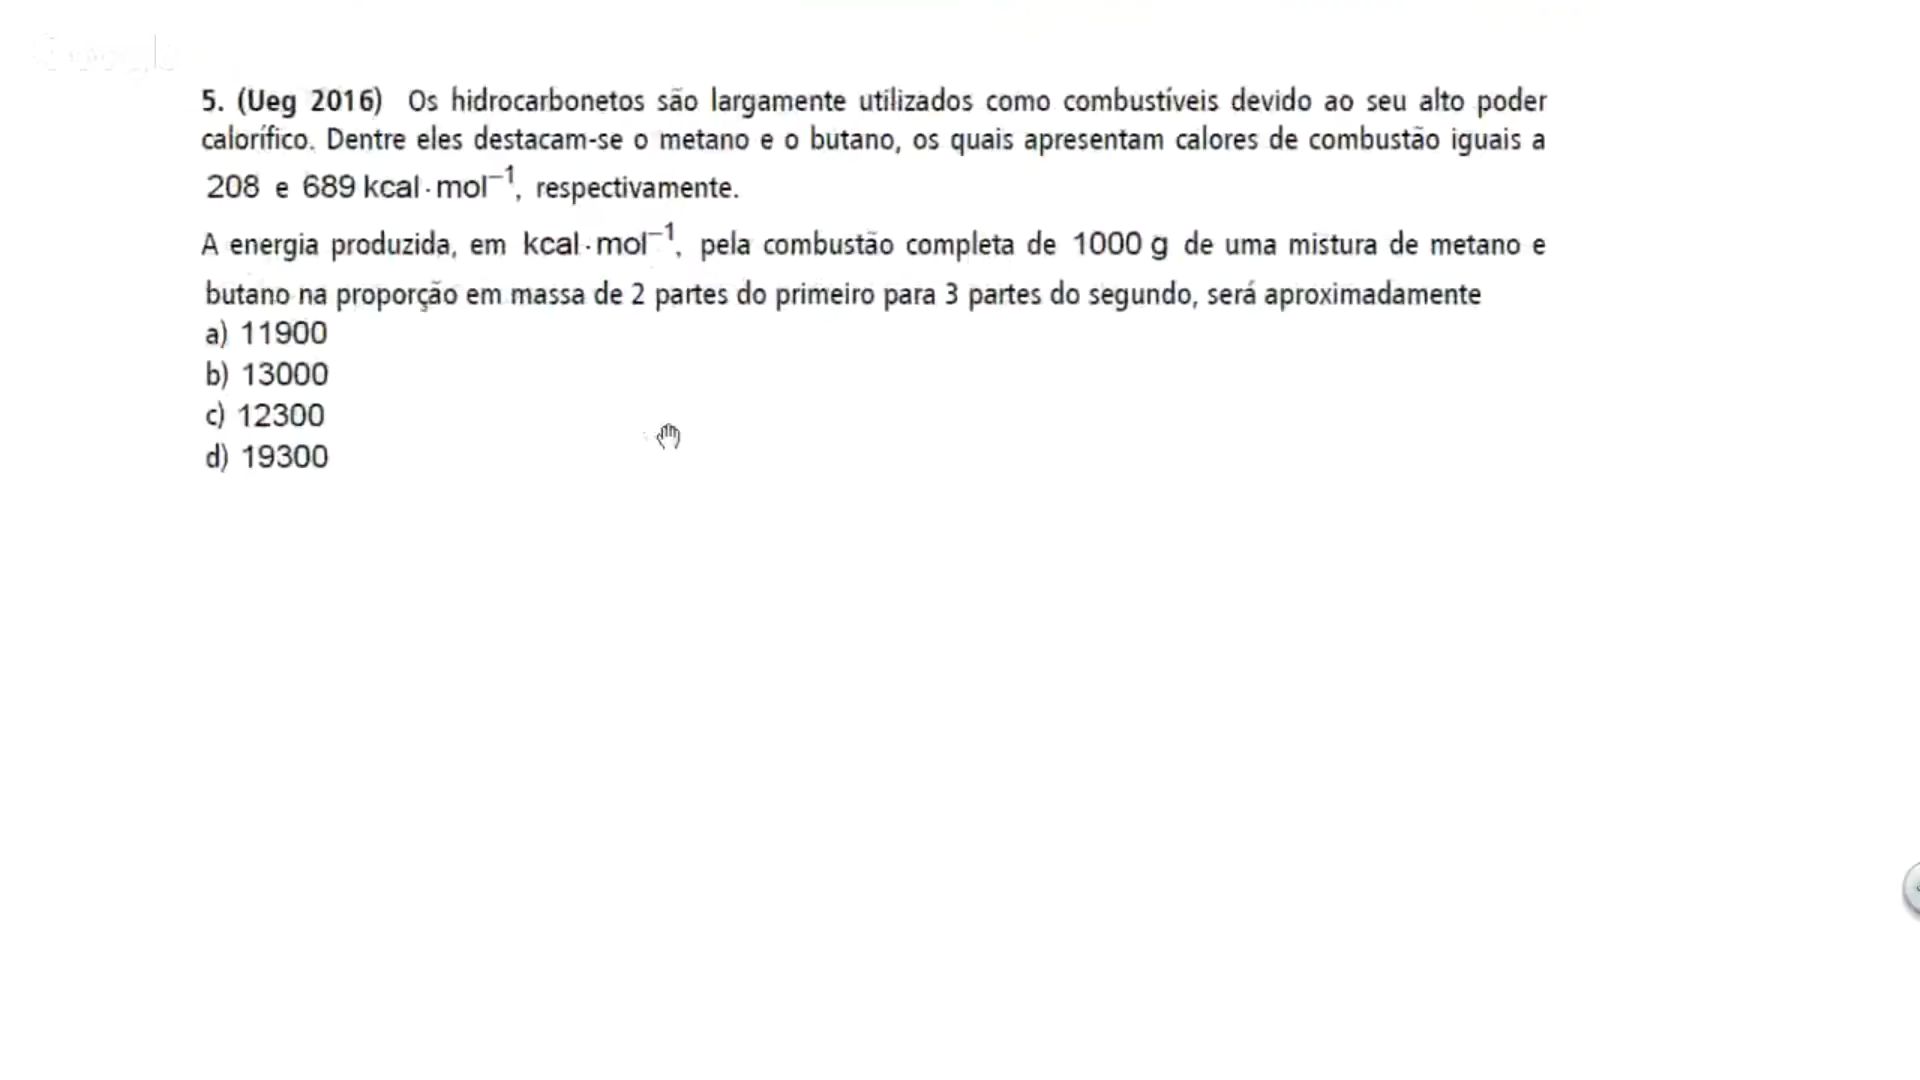 5. (Ueg 2016) Os hidrocarbonetos são largamente utilizados como combustíveis devido ao seu alto poder
calorífico. Dentre eles destacam-se o metano e o butano, os quais apresentam calores de combustão iguais a
208 e 689 kcal · mol⁻¹, respectivamente.
A energia produzida, em kcal · mol⁻¹, pela combustão completa de 1000 g de uma mistura de metano e
butano na proporção em massa de 2 partes do primeiro para 3 partes do segundo, será aproximadamente
a) 11900
b) 13000
c) 12300
d) 19300